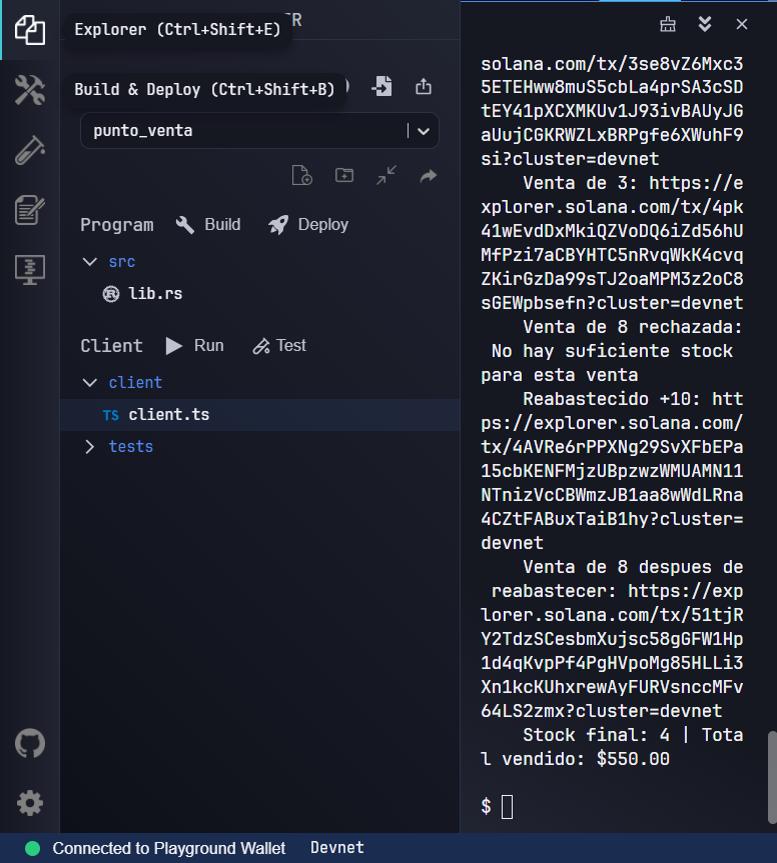 Explorer (Ctrl+Shift+E)
ER
Build & Deploy (Ctrl+Shift+B)
punto_venta
Program Build Deploy
src
lib.rs
Client Run Test
client
TS client.ts
tests
Connected to Playground Wallet Devnet
solana.com/tx/3se8vZ6Mxc3
5ETEHww8muS5cbLa4prSA3cSD
tEY41pXCXMKUv1J93ivBAUyJG
aUujCGKRWZLxBRPgfe6XWuhF9
si?cluster=devnet
Venta de 3: https://e
xplorer.solana.com/tx/4pk
41wEvdDxMkiQZVoDQ6iZd56hU
MfPzi7aCBYHTC5nRvqWkK4cvq
ZKirGzDa99sTJ2oaMPM3z2oC8
sGEWpbsefn?cluster=devnet
Venta de 8 rechazada:
No hay suficiente stock
para esta venta
Reabastecido +10: htt
ps://explorer.solana.com/
tx/4AVRe6rPPXNg29SvXFbEPa
15cbKENFMjzUBpzwzWMUAMN11
NTnizVcCBWmzJB1aa8wWdLRna
4CZtFABuxTaiB1hy?cluster=
devnet
Venta de 8 despues de
reabastecer: https://exp
lorer.solana.com/tx/51tjR
Y2TdzSCesbmXujsc58gGFW1Hp
1d4qKvpPf4PgHVpoMg85HLLi3
Xn1kcKUhxrewAyFURVsnccMFv
64LS2zmx?cluster=devnet
Stock final: 4 | Tota
l vendido: $550.00
$